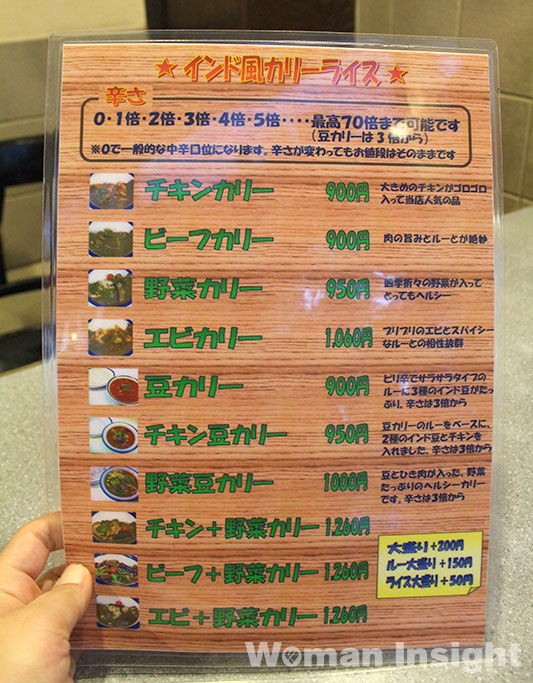 ★インド風カリーライス★
辛さ
0・1倍・2倍・3倍・4倍・5倍・・・・最高70倍まで可能です
(豆カリーは3倍から)
※0で一般的な中辛口位になります。辛さが変わってもお値段はそのままです
チキンカリー 900円 大きめのチキンがゴロゴロ
入って当店人気の品
ビーフカリー 900円 肉の旨みとルーとが絶妙
野菜カリー 950円 四季折々の野菜が入って
とってもヘルシー
エビカリー 1.060円 プリプリのエビとスパイシー
なルーとの相性抜群
豆カリー 900円 ピリ辛でサラサラタイプの
ルーに3種のインド豆がた
っぷり。辛さは3倍から
チキン豆カリー 950円 豆カリーのルーをベースに、
2種のインド豆とチキンを
入れました。辛さは3倍から
野菜豆カリー 1000円 豆とひき肉が入った、野菜
たっぷりのヘルシーカリー
です。辛さは3倍から
チキン+野菜カリー 1.260円
ビーフ+野菜カリー 1.260円
エビ+野菜カリー 1.260円
大盛り+200円
ルー大盛り+150円
ライス大盛り+50円
Woman Insight